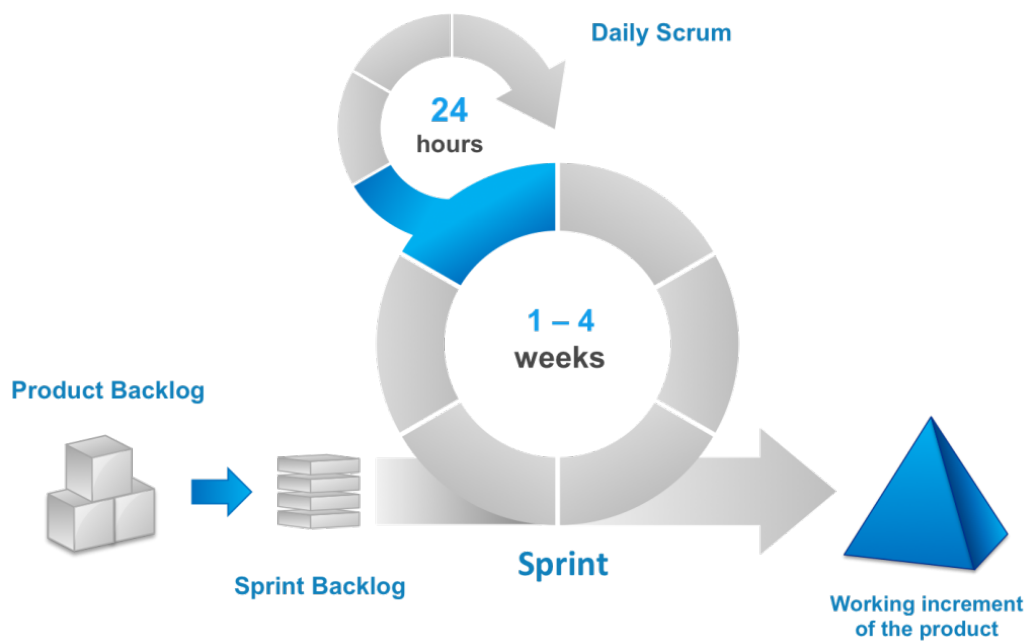 Daily Scrum
24
hours
1 – 4
weeks
Product Backlog
Sprint Backlog
Sprint
Working increment
of the product